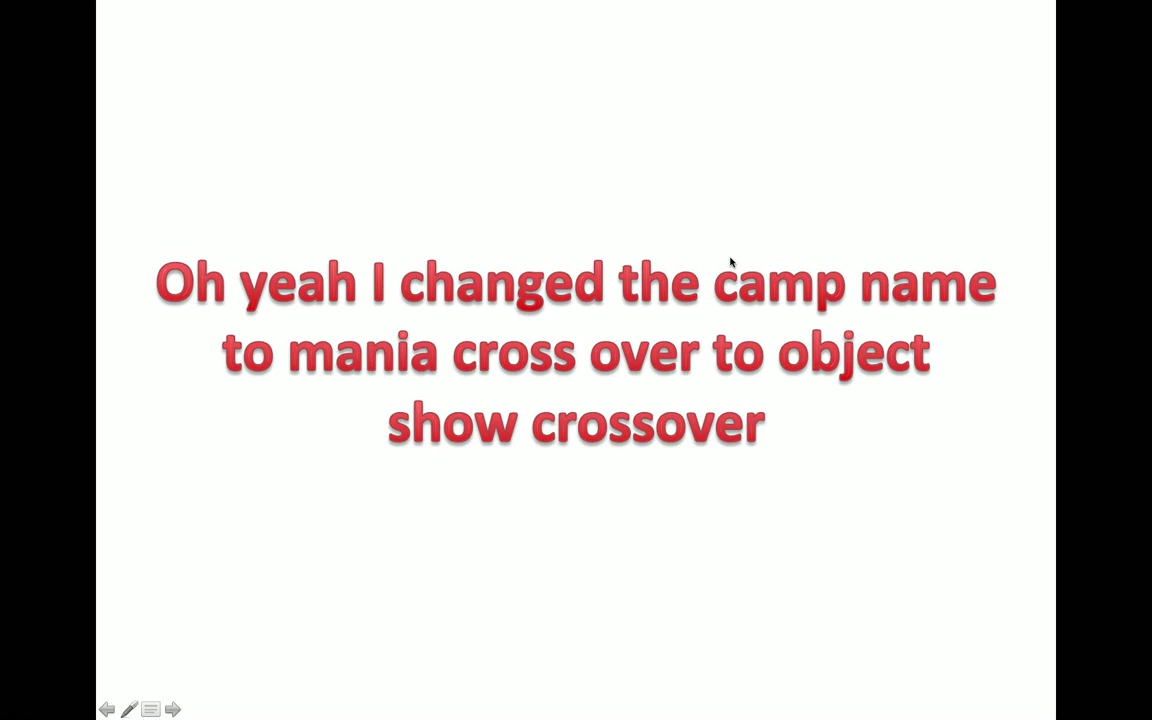 Oh yeah I changed the camp name
to mania cross over to object
show crossover